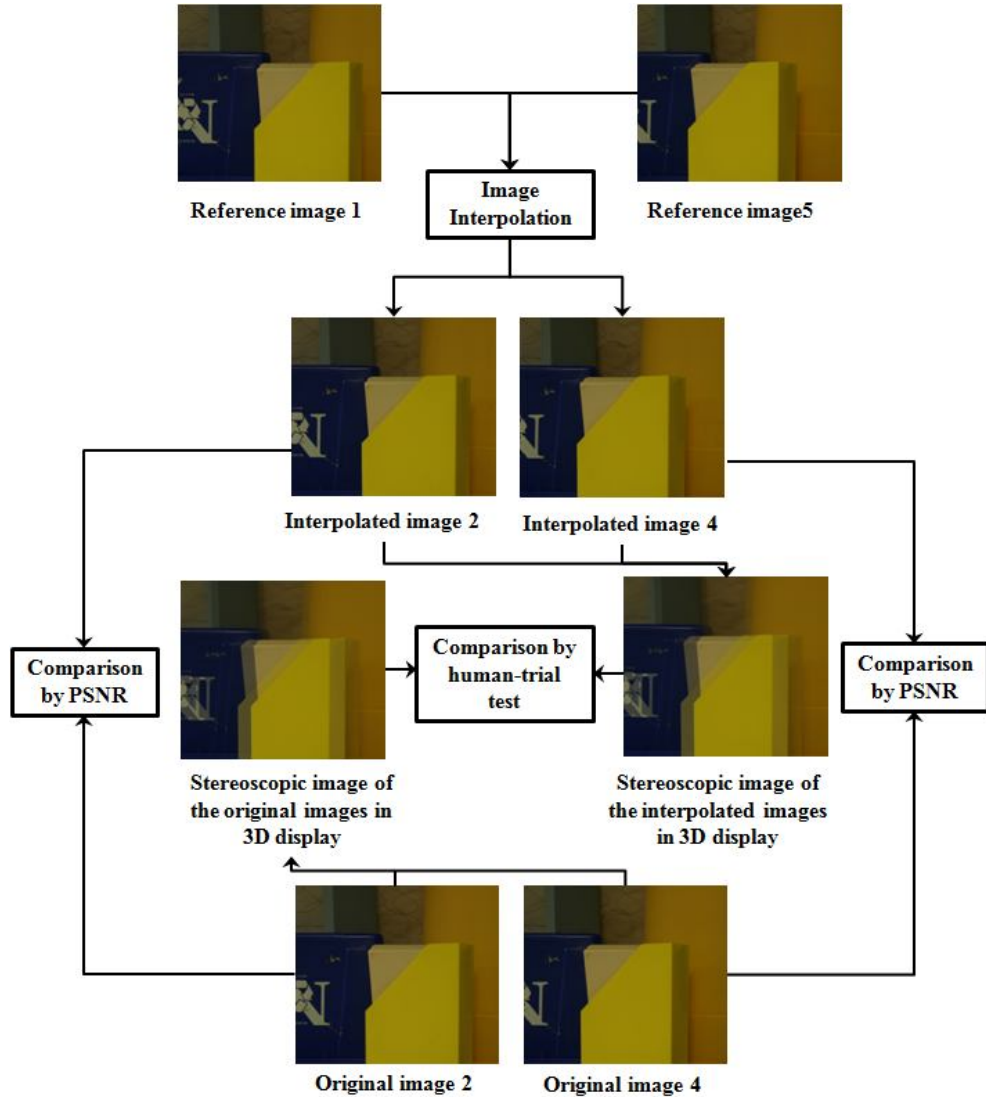 Reference image 1
Reference image5
Image
Interpolation
Interpolated image 2
Interpolated image 4
Comparison
by PSNR
Comparison by
human-trial
test
Comparison
by PSNR
Stereoscopic image of
the original images in
3D display
Stereoscopic image of
the interpolated images
in 3D display
Original image 2
Original image 4